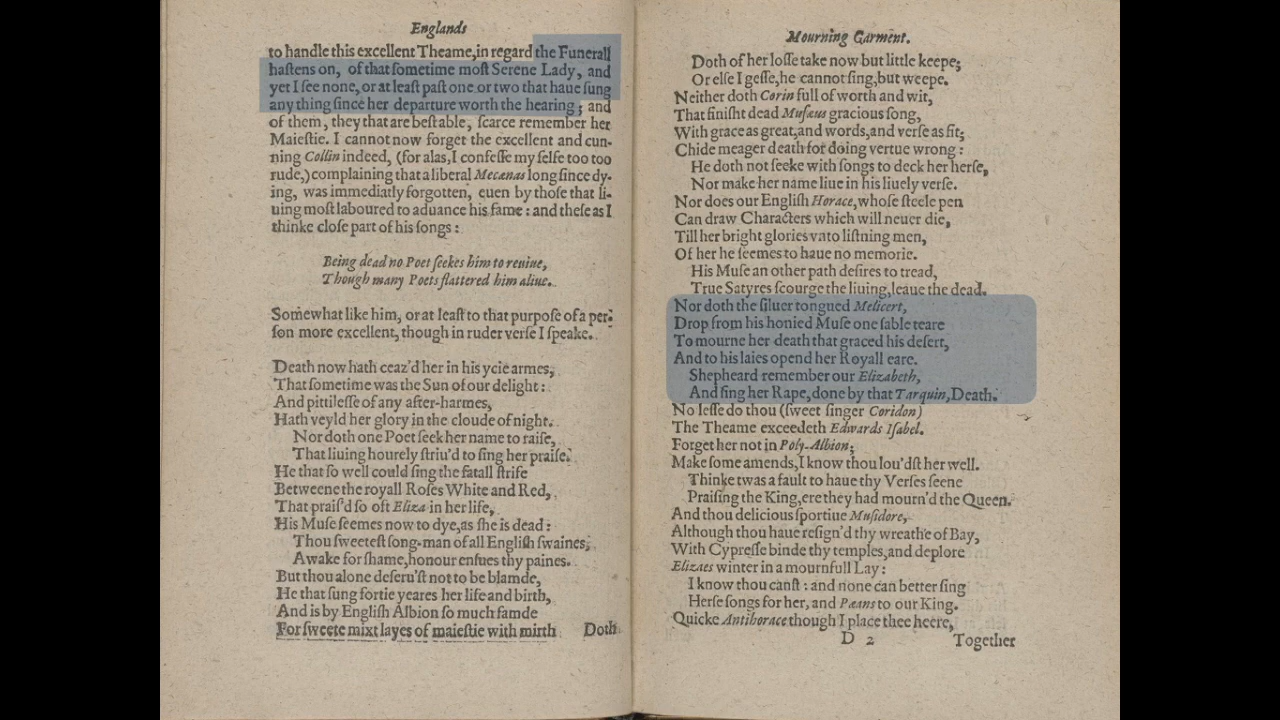 Englands
to handle this excellent Theame,in regard the Funerall
haſtens on, of that ſometime moſt Serene Lady, and
yet I ſee none, or at leaſt paſt one or two that haue ſung
any thing ſince her departure worth the hearing; and
of them, they that are beſt able, ſcarce remember her
Maieſtie. I cannot now forget the excellent and cun-
ning Collin indeed, (for alas,I confeſſe my ſelfe too too
rude,) complaining that a liberal Mecænas long ſince dy-
ing, was immediatly forgotten, euen by thoſe that li-
uing moſt laboured to aduance his fame : and theſe as I
thinke cloſe part of his ſongs :
Being dead no Poet ſeekes him to reuiue,
Though many Poets flattered him aliue.
Somewhat like him, or at leaſt to that purpoſe of a per-
ſon more excellent, though in ruder verſe I ſpeake.
Death now hath ceaz'd her in his ycie armes,
That ſometime was the Sun of our delight :
And pittileſſe of any after-harmes,
Hath veyld her glory in the cloude of night.
Nor doth one Poet ſeek her name to raiſe,
That liuing hourely ſtriu'd to ſing her praiſe.
He that ſo well could ſing the fatall ſtrife
Betweene the royall Roſes White and Red,
That praiſ'd ſo oft Eliza in her life,
His Muſe ſeemes now to dye,as ſhe is dead :
Thou ſweeteſt ſong-man of all Engliſh ſwaines,
Awake for ſhame,honour enſues thy paines.
But thou alone deſeru'ſt not to be blamde,
He that ſung fortie yeares her life and birth,
And is by Engliſh Albion ſo much famde
For ſweete mixt layes of maieſtie with mirth
Doth
Mourning Garment.
Doth of her loſſe take now but little keepe;
Or elſe I geſſe,he cannot ſing,but weepe.
Neither doth Corin full of worth and wit,
That finiſht dead Muſæus gracious ſong,
With grace as great,and words,and verſe as fit;
Chide meager death for doing vertue wrong :
He doth not ſeeke with ſongs to deck her herſe,
Nor make her name liue in his liuely verſe.
Nor does our Engliſh Horace,whoſe ſteele pen
Can draw Characters which will neuer die,
Till her bright glories vnto liſtning men,
Of her he ſeemes to haue no memorie.
His Muſe an other path deſires to tread,
True Satyres ſcourge the liuing,leaue the dead.
Nor doth the ſiluer tongued Melicert,
Drop from his honied Muſe one ſable teare
To mourne her death that graced his deſert,
And to his laies opend her Royall eare.
Shepheard remember our Elizabeth,
And ſing her Rape,done by that Tarquin,Death.
No leſſe do thou (ſweet ſinger Coridon)
The Theame exceedeth Edwards Iſabel.
Forget her not in Poly-Albion;
Make ſome amends,I know thou lou'dſt her well.
Thinke twas a fault to haue thy Verſes ſeene
Praiſing the King,ere they had mourn'd the Queen.
And thou delicious ſportiue Muſidore,
Although thou haue reſign'd thy wreathe of Bay,
With Cypreſſe binde thy temples,and deplore
Elizaes winter in a mournfull Lay :
I know thou canſt : and none can better ſing
Herſe ſongs for her, and Pæans to our King.
Quicke Antihorace though I place thee heere,
D 2 Together